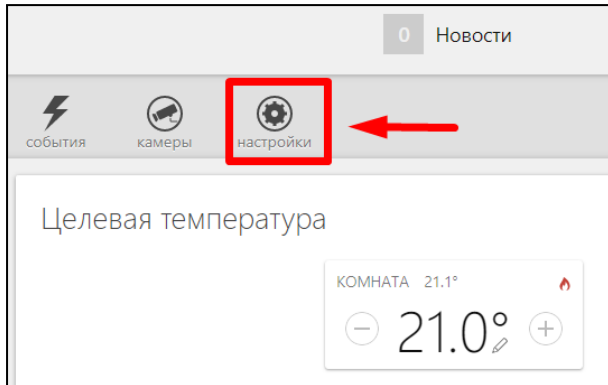 0 Новости
события камеры настройки
Целевая температура
КОМНАТА 21.1°
21.0°